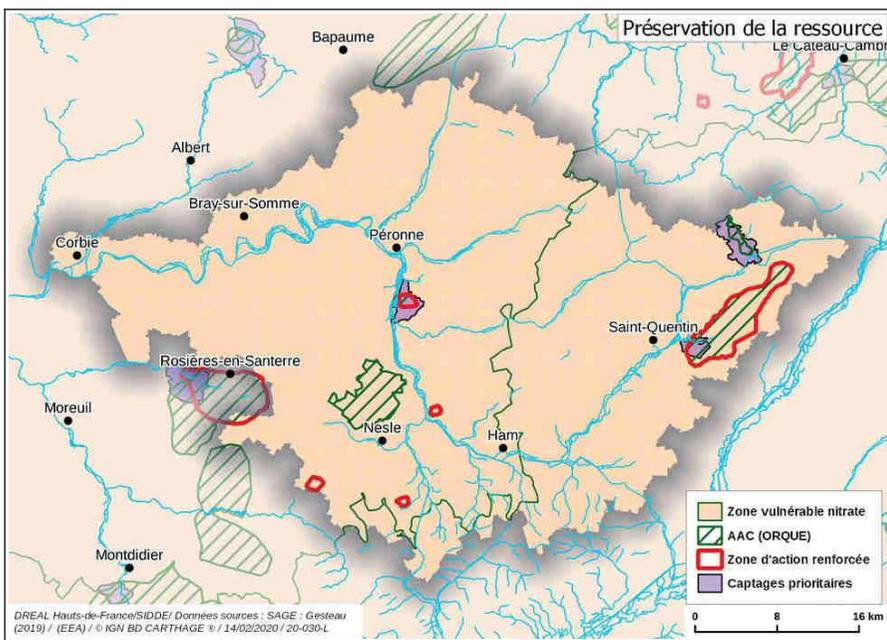 Préservation de la ressource
Bapaume
Le Cateau-Cambr
Albert
Bray-sur-Somme
Corbie
Péronne
Saint-Quentin
Rosières-en-Santerre
Moreuil
Nesle
Ham
Montdidier
Zone vulnérable nitrate
AAC (ORQUE)
Zone d'action renforcée
Captages prioritaires
DREAL Hauts-de-France/SIDDE/ Données sources : SAGE : Gesteau
(2019) / (EEA) / © IGN BD CARTHAGE ® / 14/02/2020 / 20-030-L
0 8 16 km